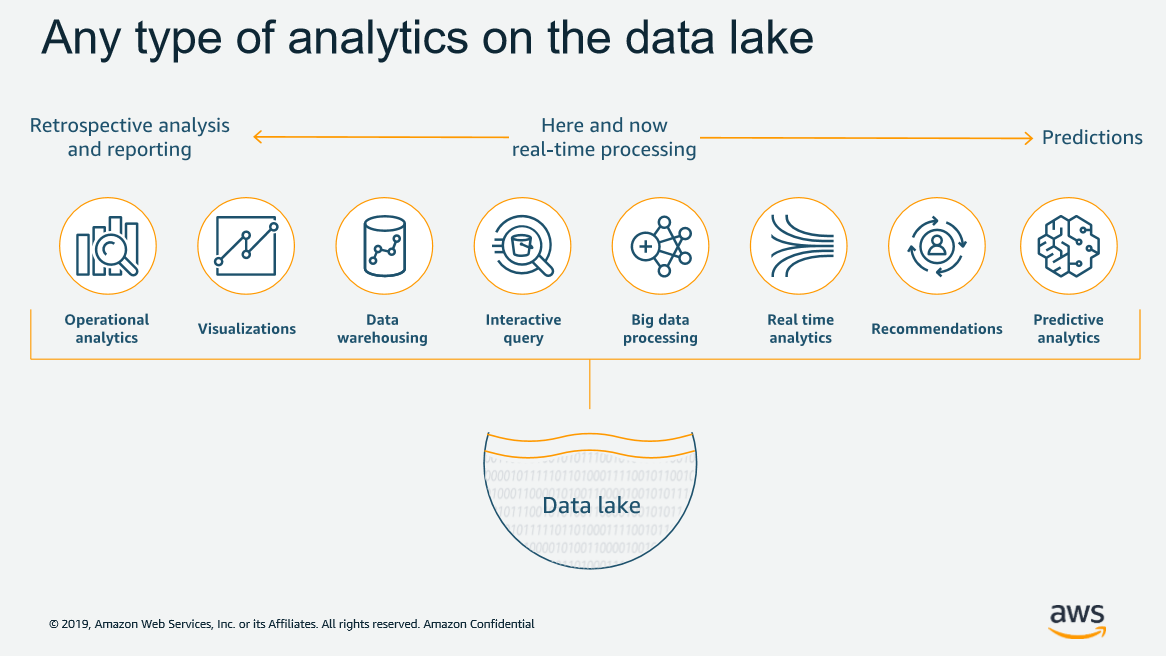 Any type of analytics on the data lake
Retrospective analysis
and reporting
Here and now
real-time processing
Predictions
Operational
analytics
Visualizations
Data
warehousing
Interactive
query
Big data
processing
Real time
analytics
Recommendations
Predictive
analytics
Data lake
© 2019, Amazon Web Services, Inc. or its Affiliates. All rights reserved. Amazon Confidential
aws